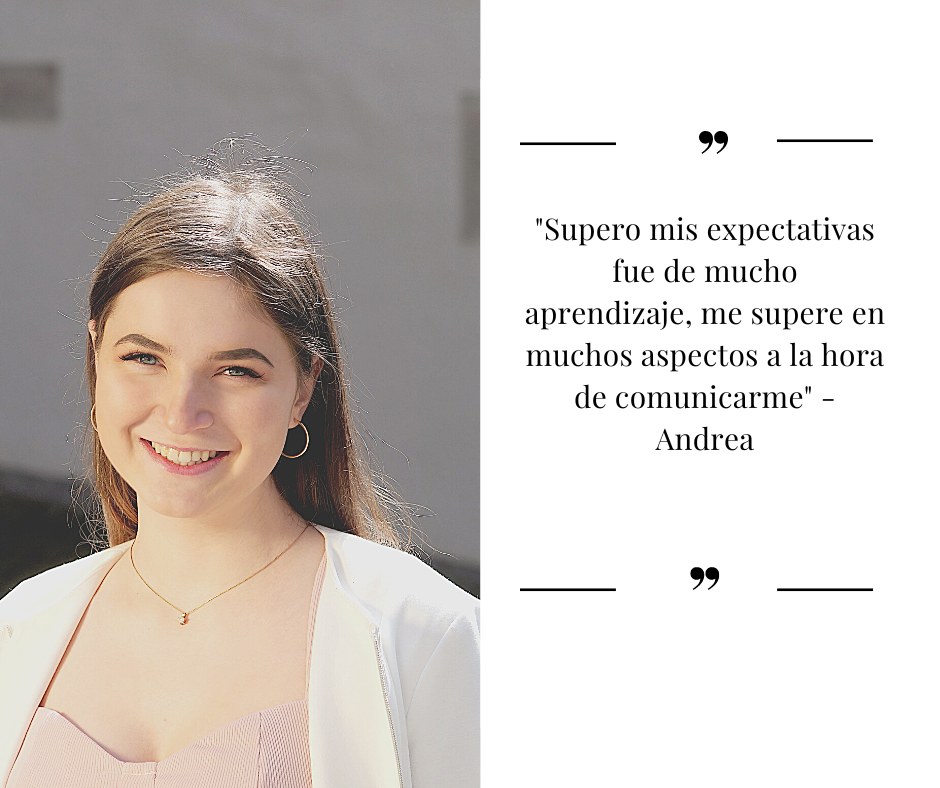 "Supero mis expectativas
fue de mucho
aprendizaje, me supere en
muchos aspectos a la hora
de comunicarme" -
Andrea